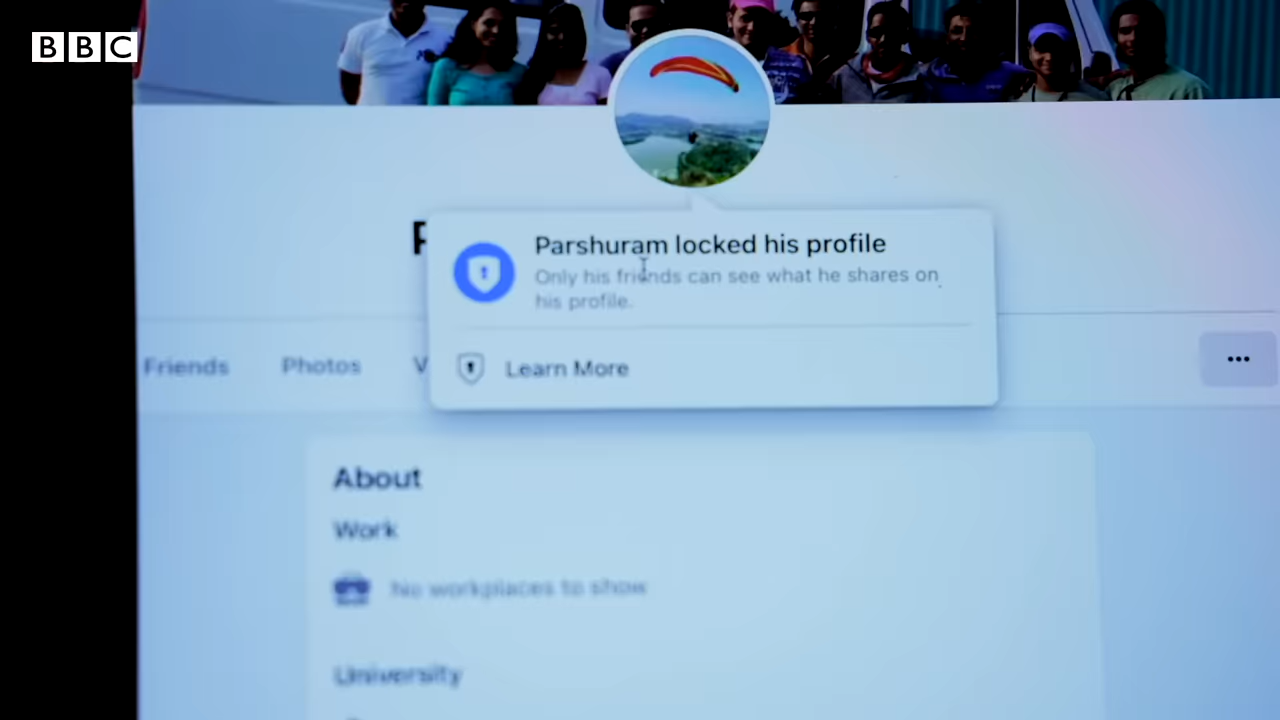 BBC
P
Parshuram locked his profile
Only his friends can see what he shares on
his profile.
Friends
Photos
V
Learn More
About
Work
No workplaces to show
University